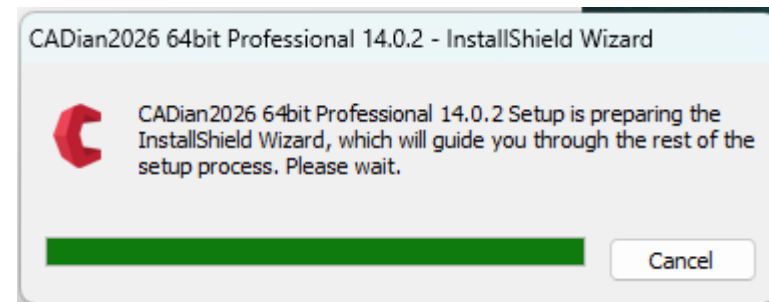 CADian2026 64bit Professional 14.0.2 - InstallShield Wizard
CADian2026 64bit Professional 14.0.2 Setup is preparing the
InstallShield Wizard, which will guide you through the rest of the
setup process. Please wait.
Cancel